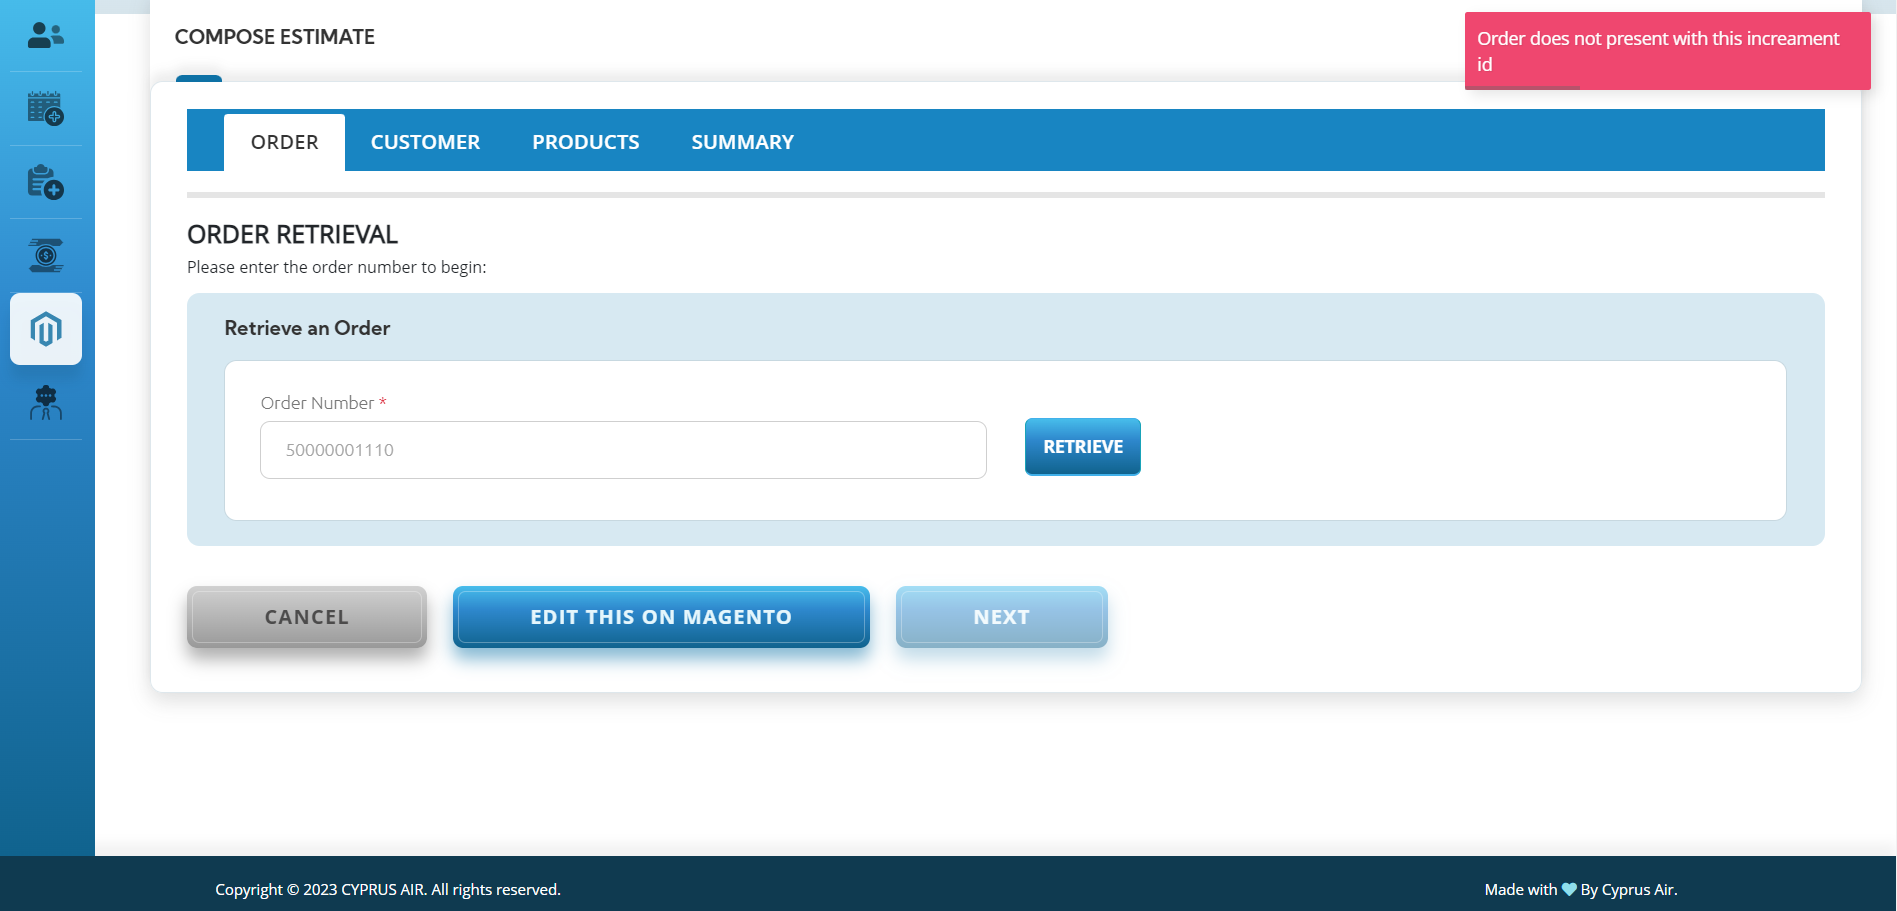 COMPOSE ESTIMATE
Order does not present with this increament
id
ORDER CUSTOMER PRODUCTS SUMMARY
ORDER RETRIEVAL
Please enter the order number to begin:
Retrieve an Order
Order Number *
50000001110
RETRIEVE
CANCEL
EDIT THIS ON MAGENTO
NEXT
Copyright © 2023 CYPRUS AIR. All rights reserved.
Made with 🩵 By Cyprus Air.